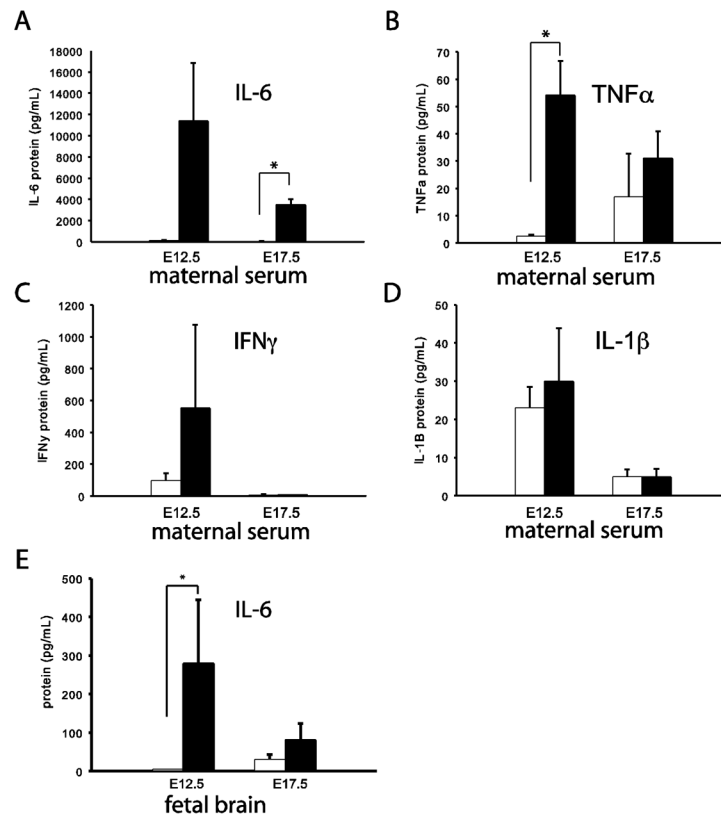 A
IL-6 protein (pg/mL)
18000
16000
14000
12000
10000
8000
6000
4000
2000
0
IL-6
*
E12.5
E17.5
maternal serum
B
TNFa protein (pg/mL)
70
60
50
40
30
20
10
0
*
TNFα
E12.5
E17.5
maternal serum
C
IFNy protein (pg/mL)
1200
1000
800
600
400
200
0
IFNγ
E12.5
E17.5
maternal serum
D
IL-1B protein (pg/mL)
50
40
30
20
10
0
IL-1β
E12.5
E17.5
maternal serum
E
protein (pg/mL)
500
400
300
200
100
0
*
IL-6
E12.5
E17.5
fetal brain